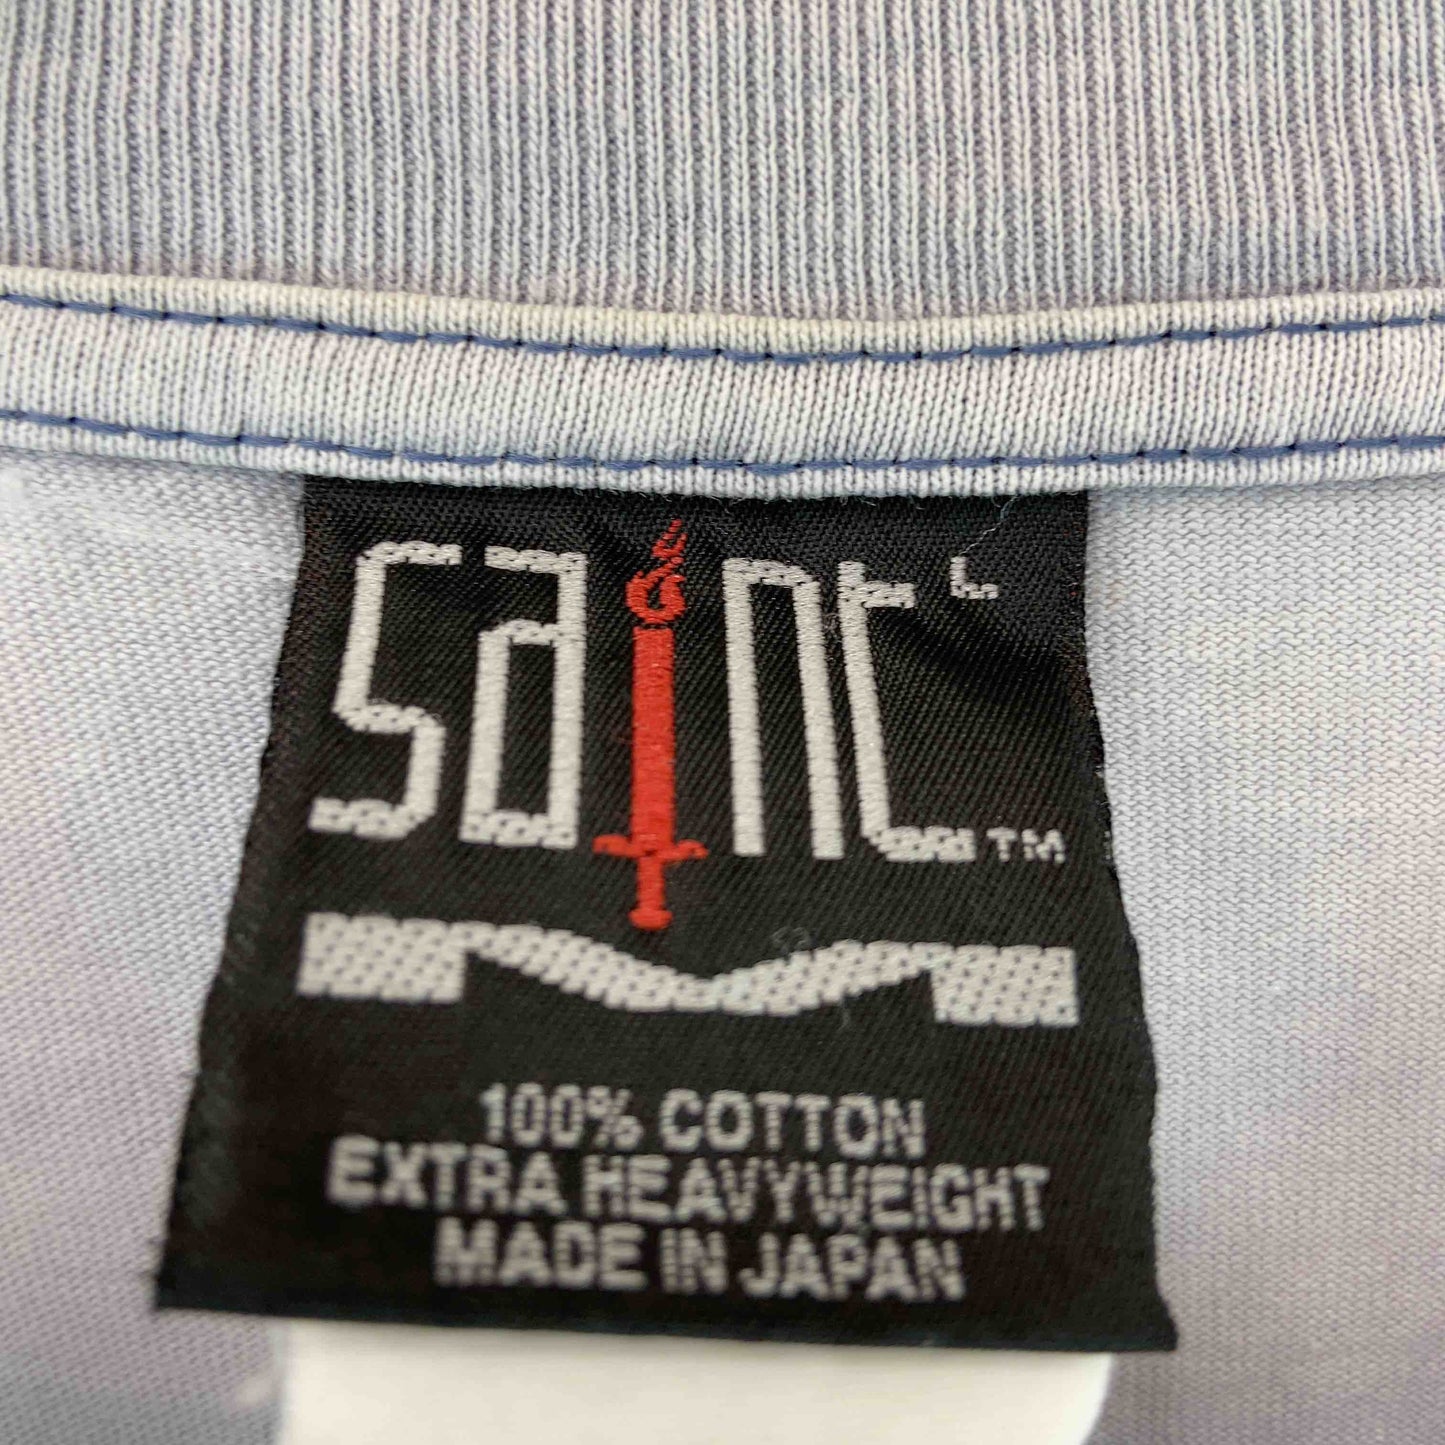 saint L
TM
100% COTTON
EXTRA HEAVYWEIGHT
MADE IN JAPAN